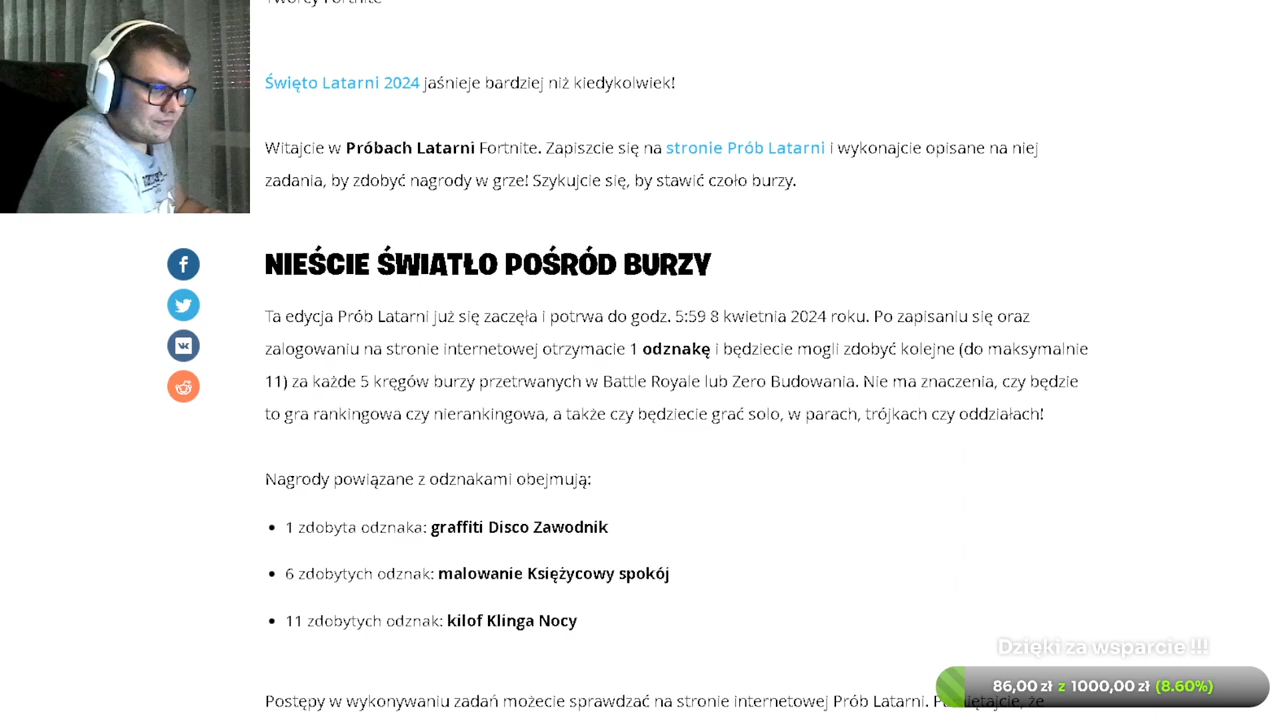 Twórcy Fortnite
Święto Latarni 2024 jaśnieje bardziej niż kiedykolwiek!
Witajcie w Próbach Latarni Fortnite. Zapiszcie się na stronie Prób Latarni i wykonajcie opisane na niej
zadania, by zdobyć nagrody w grze! Szykujcie się, by stawić czoło burzy.
NIEŚCIE ŚWIATŁO POŚRÓD BURZY
Ta edycja Prób Latarni już się zaczęła i potrwa do godz. 5:59 8 kwietnia 2024 roku. Po zapisaniu się oraz
zalogowaniu na stronie internetowej otrzymacie 1 odznakę i będziecie mogli zdobyć kolejne (do maksymalnie
11) za każde 5 kręgów burzy przetrwanych w Battle Royale lub Zero Budowania. Nie ma znaczenia, czy będzie
to gra rankingowa czy nierankingowa, a także czy będziecie grać solo, w parach, trójkach czy oddziałach!
Nagrody powiązane z odznakami obejmują:
• 1 zdobyta odznaka: graffiti Disco Zawodnik
• 6 zdobytych odznak: malowanie Księżycowy spokój
• 11 zdobytych odznak: kilof Klinga Nocy
Dzięki za wsparcie !!!
86,00 zł z 1000,00 zł (8.60%)
Postępy w wykonywaniu zadań możecie sprawdzać na stronie internetowej Prób Latarni. Pamiętajcie, że